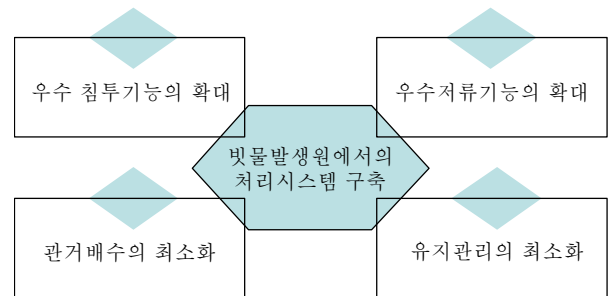 우수 침투기능의 확대
우수저류기능의 확대
빗물발생원에서의
처리시스템 구축
관거배수의 최소화
유지관리의 최소화